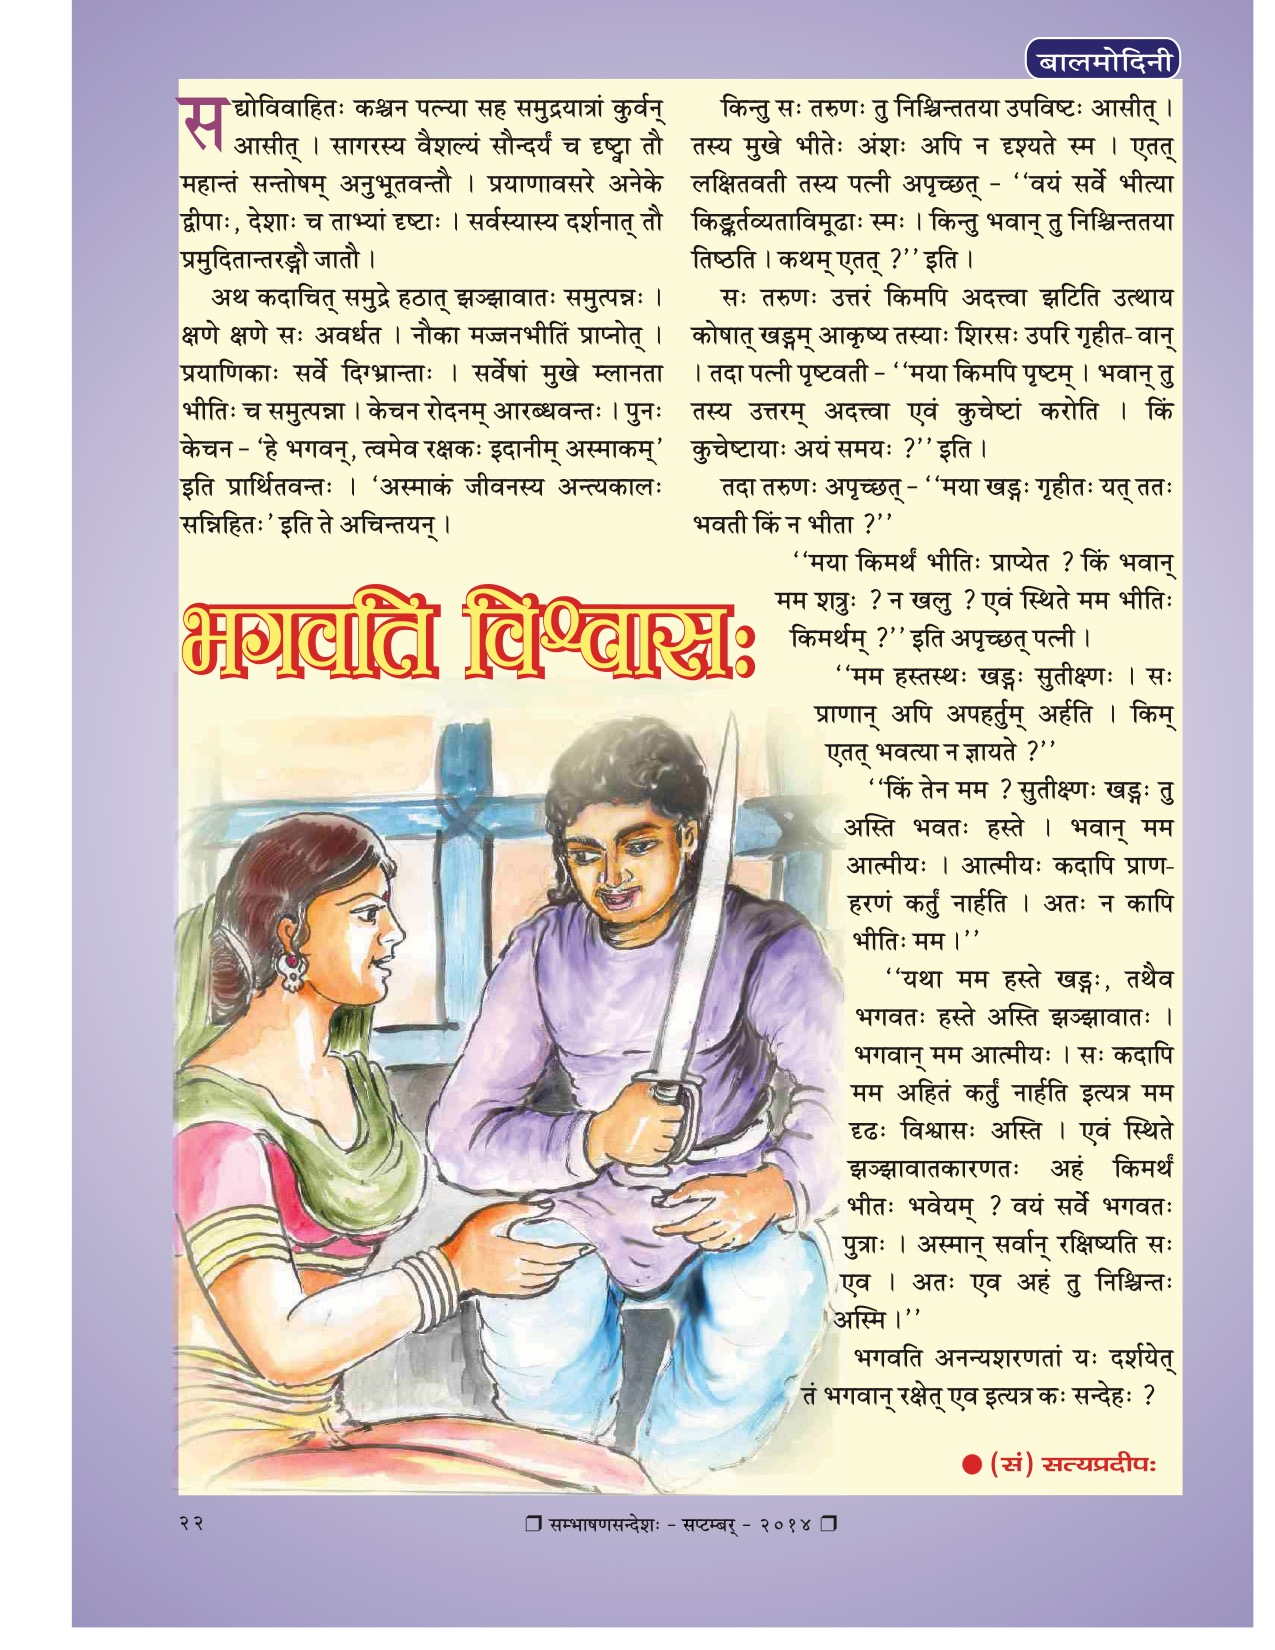 बालमोदिनी
सद्योविवाहितः कश्चन पत्न्या सह समुद्रयात्रां कुर्वन्
आसीत् । सागरस्य वैशल्यं सौन्दर्यं च दृष्ट्वा तौ
महान्तं सन्तोषम् अनुभूतवन्तौ । प्रयाणावसरे अनेके
द्वीपाः, देशाः च ताभ्यां दृष्टाः । सर्वस्यास्य दर्शनात् तौ
प्रमुदितान्तरङ्गौ जातौ ।
अथ कदाचित् समुद्रे हठात् झञ्झावातः समुत्पन्नः ।
क्षणे क्षणे सः अवर्धत । नौका मज्जनभीतिं प्राप्नोत् ।
प्रयाणिकाः सर्वे दिग्भ्रान्ताः । सर्वेषां मुखे म्लानता
भीतिः च समुत्पन्ना । केचन रोदनम् आरब्धवन्तः । पुनः
केचन – ‘हे भगवन्, त्वमेव रक्षकः इदानीम् अस्माकम्’
इति प्रार्थितवन्तः । ‘अस्माकं जीवनस्य अन्त्यकालः
सन्निहितः’ इति ते अचिन्तयन् ।
भगवति विश्वासः
किन्तु सः तरुणः तु निश्चिन्ततया उपविष्टः आसीत् ।
तस्य मुखे भीतेः अंशः अपि न दृश्यते स्म । एतत्
लक्षितवती तस्य पत्नी अपृच्छत् – ‘‘वयं सर्वे भीत्या
किङ्कर्तव्यताविमूढाः स्मः । किन्तु भवान् तु निश्चिन्ततया
तिष्ठति । कथम् एतत् ?’’ इति ।
सः तरुणः उत्तरं किमपि अदत्त्वा झटिति उत्थाय
कोषात् खड्गम् आकृष्य तस्याः शिरसः उपरि गृहीत- वान्
। तदा पत्नी पृष्टवती – ‘‘मया किमपि पृष्टम् । भवान् तु
तस्य उत्तरम् अदत्त्वा एवं कुचेष्टां करोति । किं
कुचेष्टायाः अयं समयः ?’’ इति ।
तदा तरुणः अपृच्छत् – ‘‘मया खड्गः गृहीतः यत् ततः
भवती किं न भीता ?’’
‘‘मया किमर्थं भीतिः प्राप्येत ? किं भवान्
मम शत्रुः ? न खलु ? एवं स्थिते मम भीतिः
किमर्थम् ?’’ इति अपृच्छत् पत्नी ।
‘‘मम हस्तस्थः खड्गः सुतीक्ष्णः । सः
प्राणान् अपि अपहर्तुम् अर्हति । किम्
एतत् भवत्या न ज्ञायते ?’’
‘‘किं तेन मम ? सुतीक्ष्णः खड्गः तु
अस्ति भवतः हस्ते । भवान् मम
आत्मीयः । आत्मीयः कदापि प्राण-
हरणं कर्तुं नार्हति । अतः न कापि
भीतिः मम ।’’
‘‘यथा मम हस्ते खड्गः, तथैव
भगवतः हस्ते अस्ति झञ्झावातः ।
भगवान् मम आत्मीयः । सः कदापि
मम अहितं कर्तुं नार्हति इत्यत्र मम
दृढः विश्वासः अस्ति । एवं स्थिते
झञ्झावातकारणतः अहं किमर्थं
भीतः भवेयम् ? वयं सर्वे भगवतः
पुत्राः । अस्मान् सर्वान् रक्षिष्यति सः
एव । अतः एव अहं तु निश्चिन्तः
अस्मि ।’’
भगवति अनन्यशरणतां यः दर्शयेत्
तं भगवान् रक्षेत् एव इत्यत्र कः सन्देहः ?
● (सं) सत्यप्रदीपः
२२
❐ सम्भाषणसन्देशः – सप्टम्बर् – २०१४ ❐